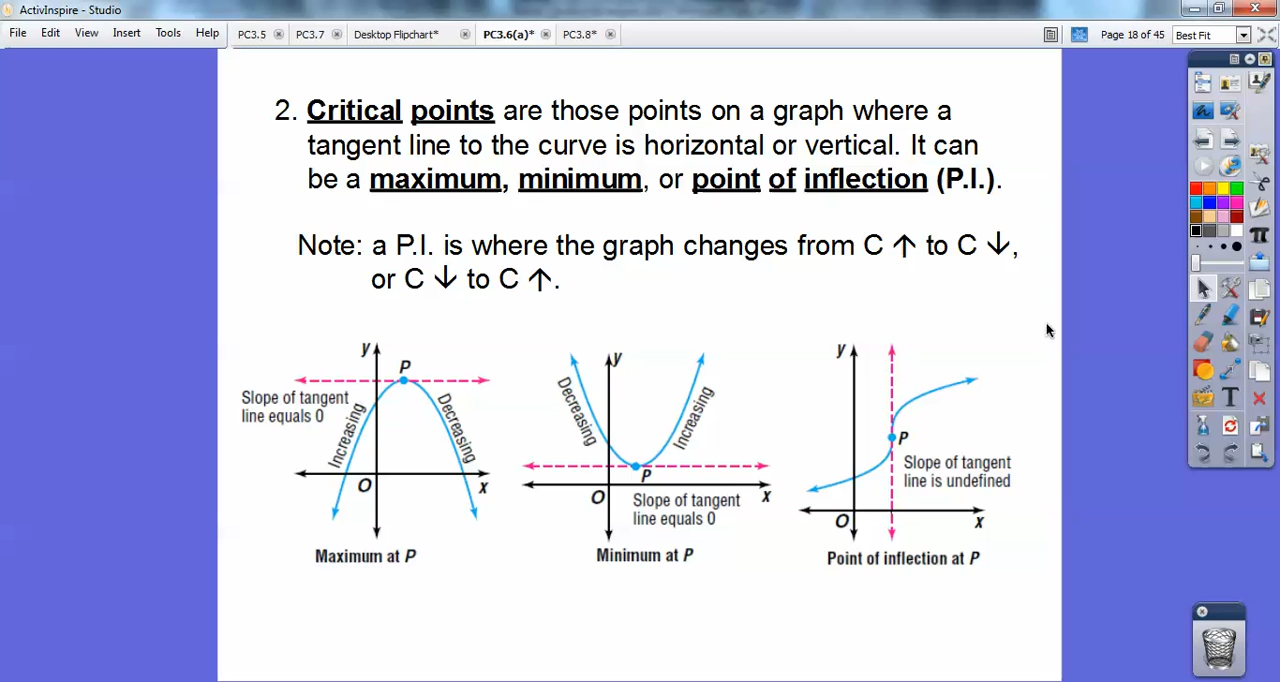 ActivInspire - Studio
File Edit View Insert Tools Help
PC3.5 PC3.7 Desktop Flipchart* PC3.6(a)* PC3.8*
Page 18 of 45 Best Fit
2. Critical points are those points on a graph where a
tangent line to the curve is horizontal or vertical. It can
be a maximum, minimum, or point of inflection (P.I.).
Note: a P.I. is where the graph changes from C ↑ to C ↓,
or C ↓ to C ↑.
y
P
Slope of tangent
line equals 0
Increasing
Decreasing
O
x
Maximum at P
y
Decreasing
Increasing
P
O
x
Slope of tangent
line equals 0
Minimum at P
y
P
Slope of tangent
line is undefined
O
x
Point of inflection at P